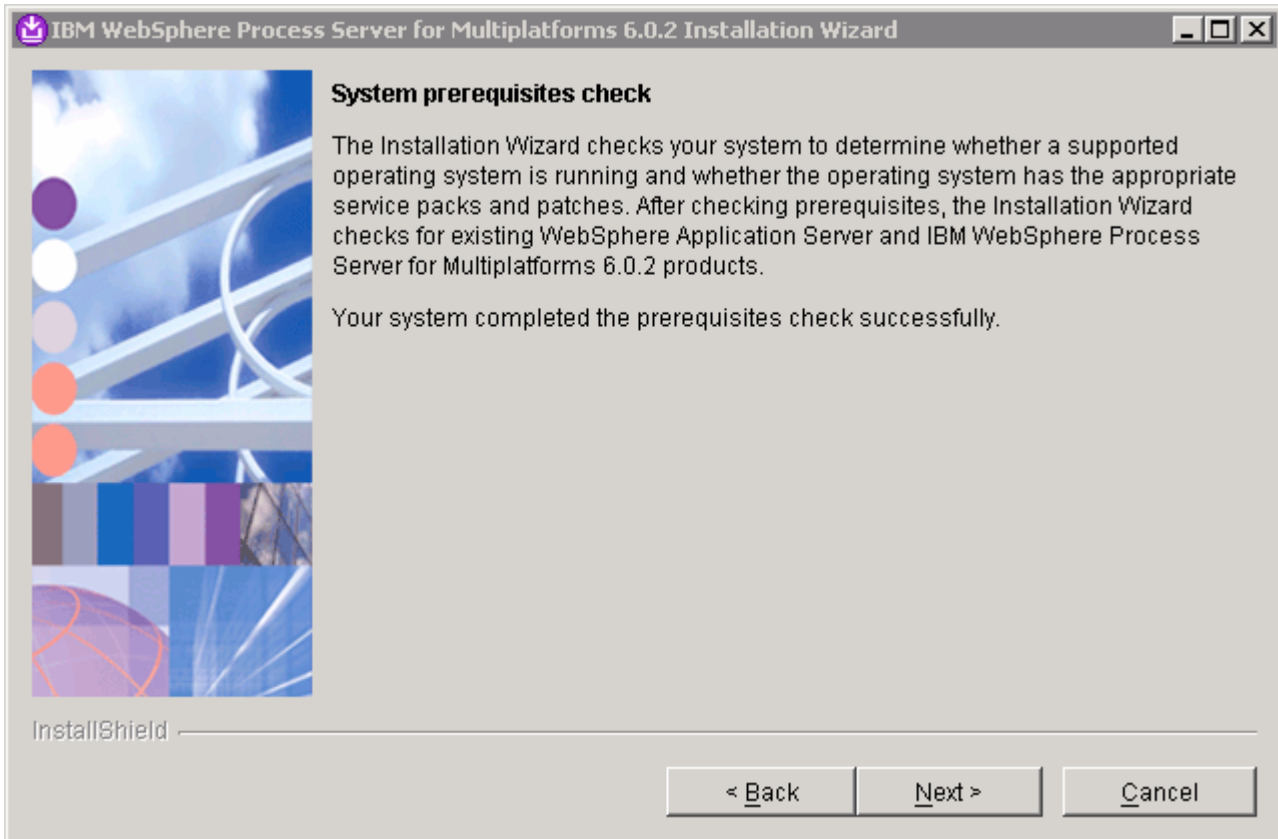 IBM WebSphere Process Server for Multiplatforms 6.0.2 Installation Wizard
System prerequisites check
The Installation Wizard checks your system to determine whether a supported
operating system is running and whether the operating system has the appropriate
service packs and patches. After checking prerequisites, the Installation Wizard
checks for existing WebSphere Application Server and IBM WebSphere Process
Server for Multiplatforms 6.0.2 products.
Your system completed the prerequisites check successfully.
InstallShield
< Back
Next >
Cancel